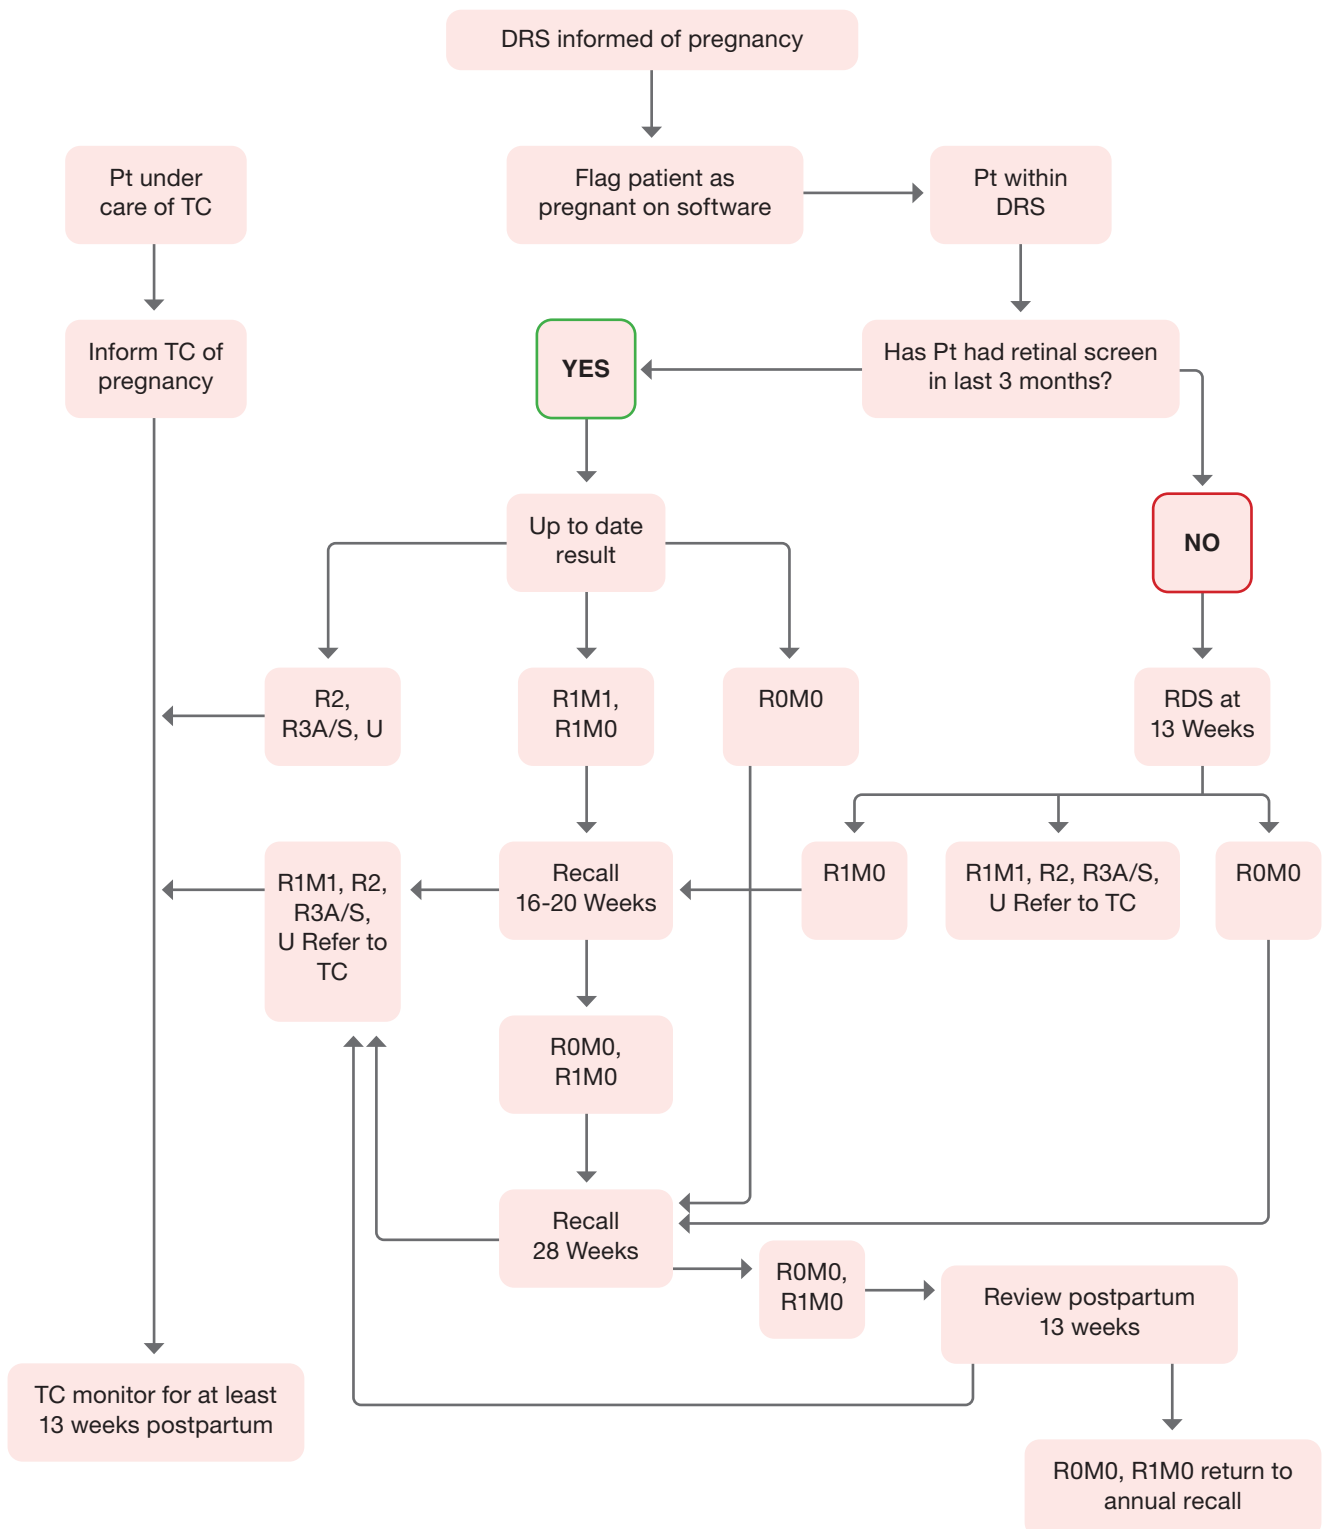 DRS informed of pregnancy
Pt under
care of TC
Flag patient as
pregnant on software
Pt within
DRS
Inform TC of
pregnancy
YES
Has Pt had retinal screen
in last 3 months?
NO
Up to date
result
R2,
R3A/S, U
R1M1,
R1M0
R0M0
RDS at
13 Weeks
R1M1, R2,
R3A/S,
U Refer to
TC
Recall
16-20 Weeks
R1M0
R1M1, R2, R3A/S,
U Refer to TC
R0M0
R0M0,
R1M0
Recall
28 Weeks
R0M0,
R1M0
Review postpartum
13 weeks
TC monitor for at least
13 weeks postpartum
R0M0, R1M0 return to
annual recall